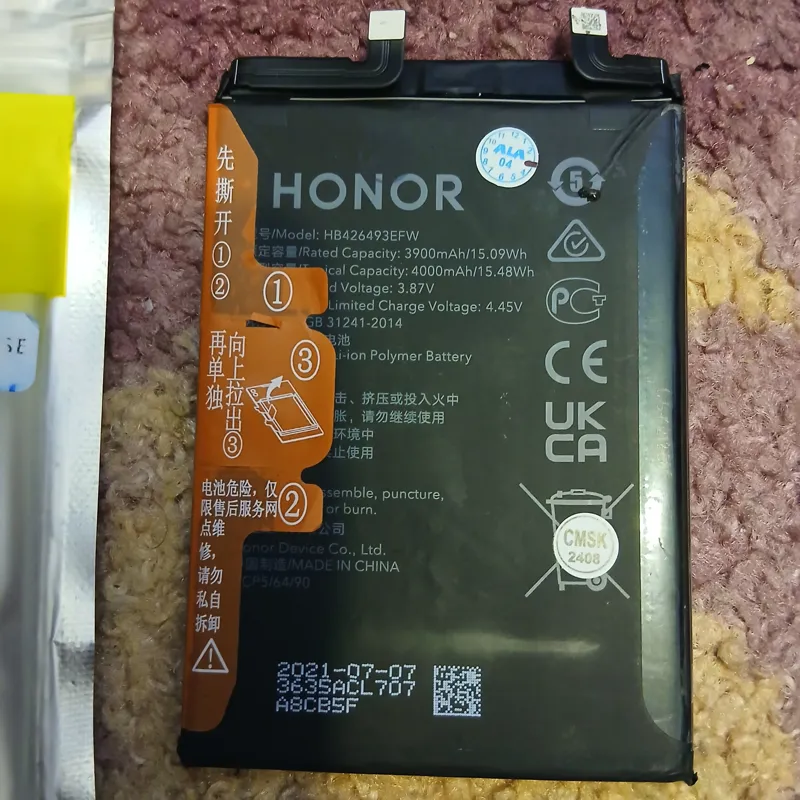 HONOR
号/Model: HB426493EFW
定容量/Rated Capacity: 3900mAh/15.09Wh
Capacity: 4000mAh/15.48Wh
Voltage: 3.87V
Limited Charge Voltage: 4.45V
GB 31241-2014
电池
Li-ion Polymer Battery
击、挤压或投入火中
胀，请勿继续使用
环境中
止使用
puncture,
or burn.
公司
Device Co., Ltd.
制造/MADE IN CHINA
CP5/64/90
2021-07-07
3635ACL707
A8CB5F
先撕开①②
①
再单独向上拉出③
③
②
电池危险，仅
限售后服务网
点维
修，
请勿
私自
拆卸
ALA
04
5
PCT
CE
UK
CA
CMSK
2408